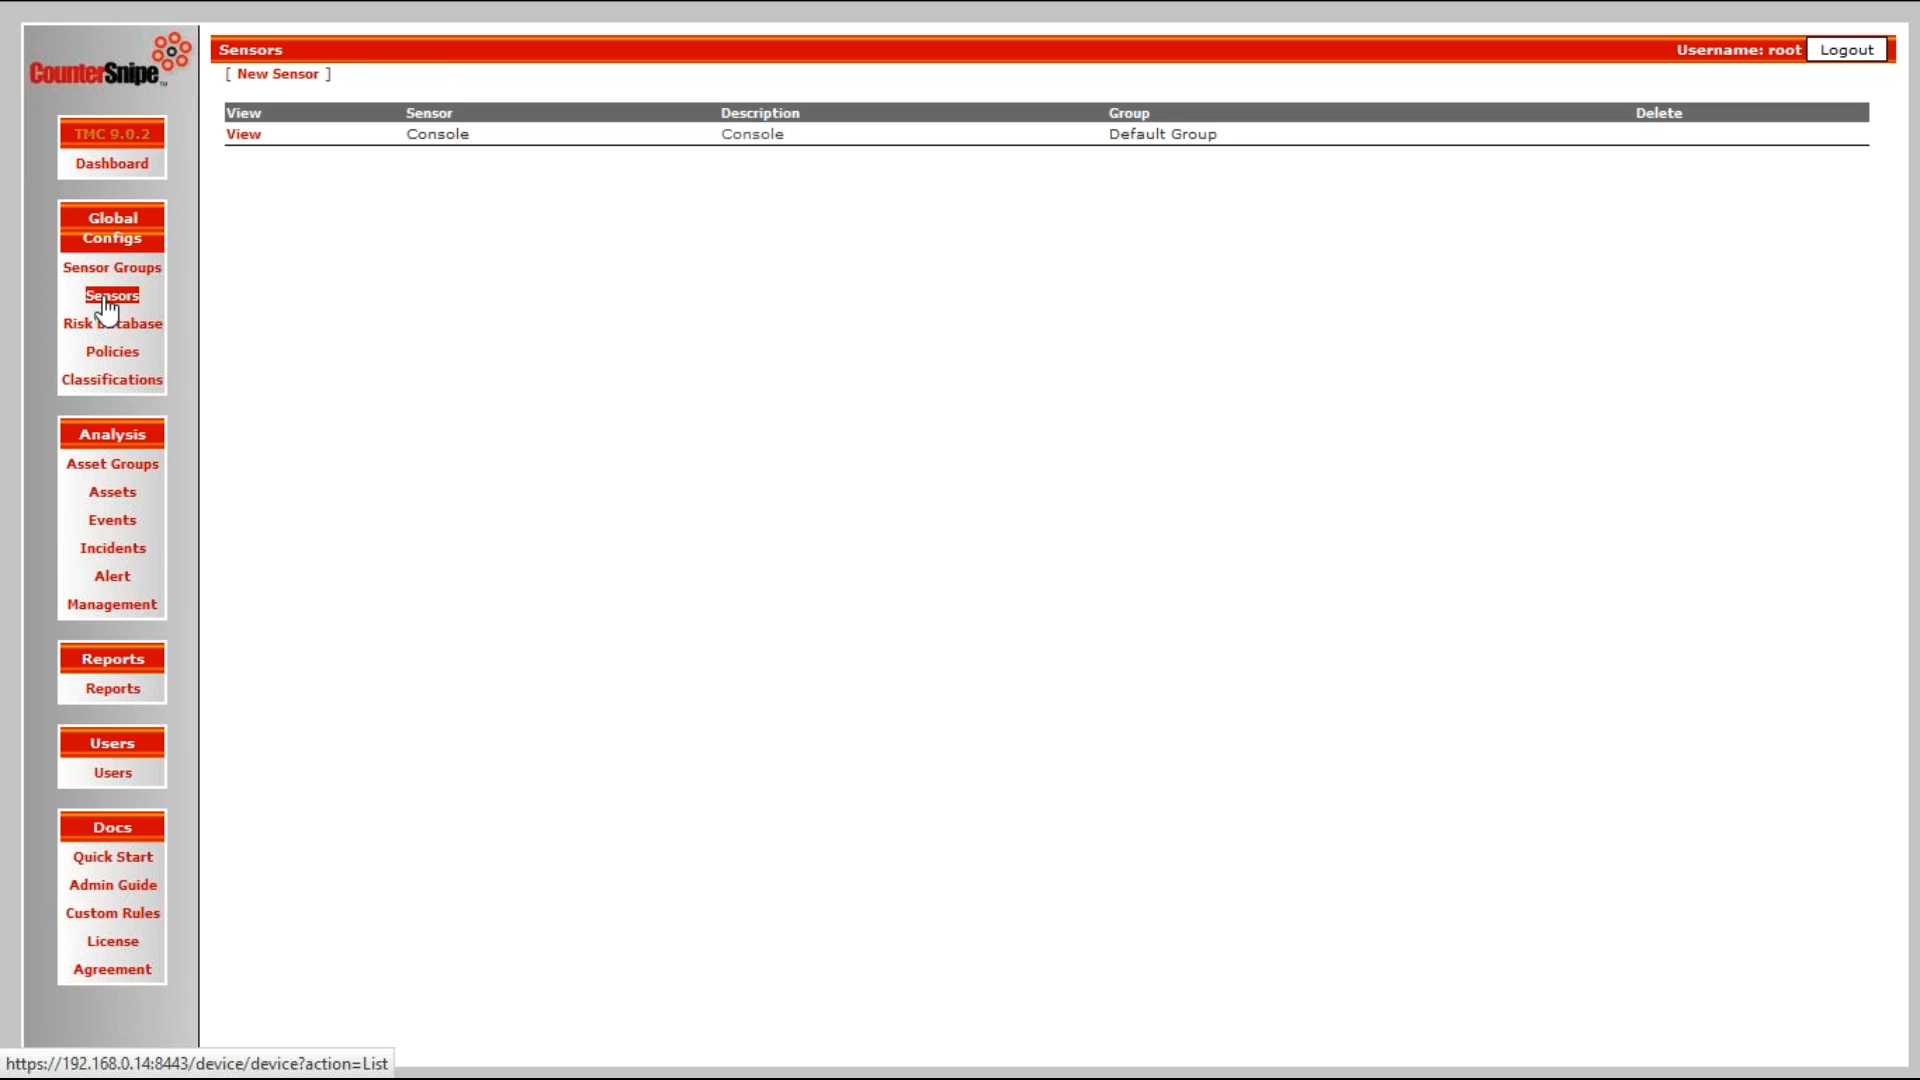 CounterSnipe™
TMC 9.0.2
Dashboard
Global
Configs
Sensor Groups
Sensors
Risk Database
Policies
Classifications
Analysis
Asset Groups
Assets
Events
Incidents
Alert
Management
Reports
Reports
Users
Users
Docs
Quick Start
Admin Guide
Custom Rules
License
Agreement
Sensors Username: root Logout
[ New Sensor ]
View Sensor Description Group Delete
View Console Console Default Group
https://192.168.0.14:8443/device/device?action=List